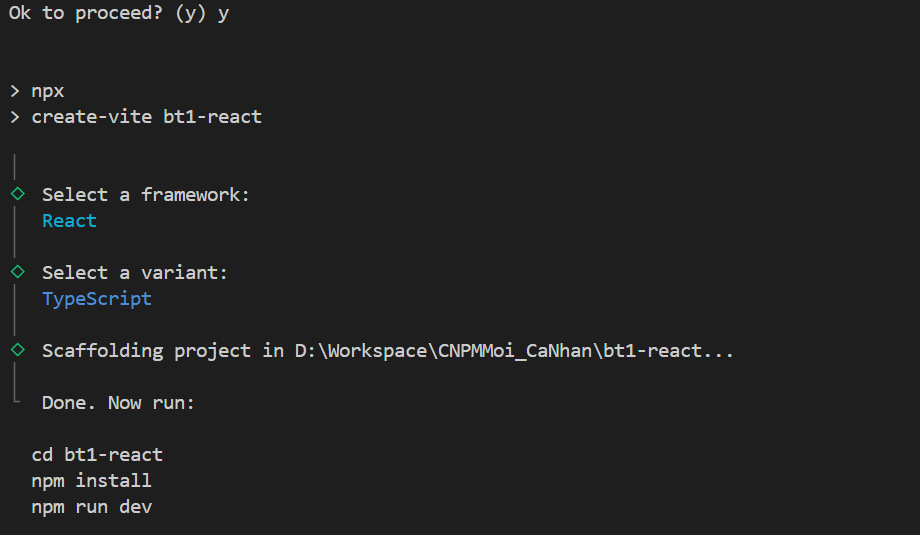 Ok to proceed? (y) y
> npx
> create-vite bt1-react
Select a framework:
React
Select a variant:
TypeScript
Scaffolding project in D:\Workspace\CNPMMoi_CaNhan\bt1-react...
Done. Now run:
cd bt1-react
npm install
npm run dev